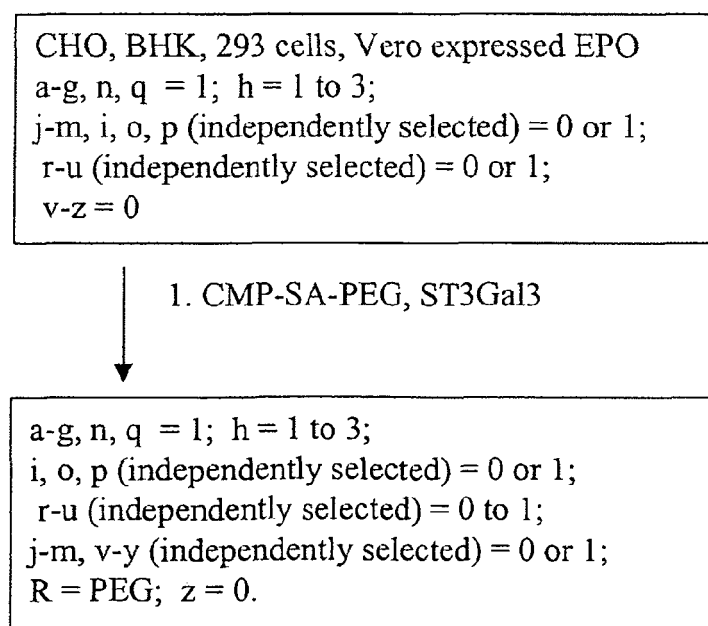 CHO, BHK, 293 cells, Vero expressed EPO
a-g, n, q = 1; h = 1 to 3;
j-m, i, o, p (independently selected) = 0 or 1;
r-u (independently selected) = 0 or 1;
v-z = 0
1. CMP-SA-PEG, ST3Gal3
a-g, n, q = 1; h = 1 to 3;
i, o, p (independently selected) = 0 or 1;
r-u (independently selected) = 0 to 1;
j-m, v-y (independently selected) = 0 or 1;
R = PEG; z = 0.